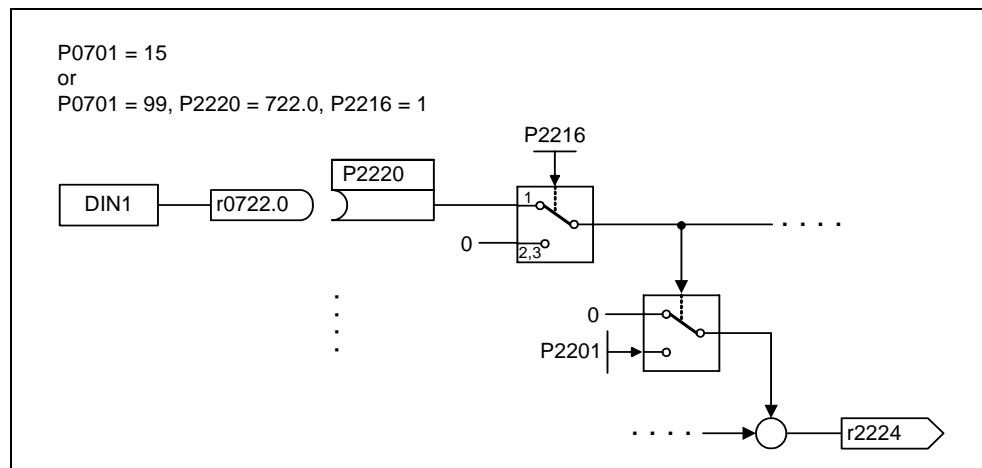 P0701 = 15
or
P0701 = 99, P2220 = 722.0, P2216 = 1
P2216
P2220
DIN1
r0722.0
1
0
2,3
. . . .
0
P2201
. . . .
r2224